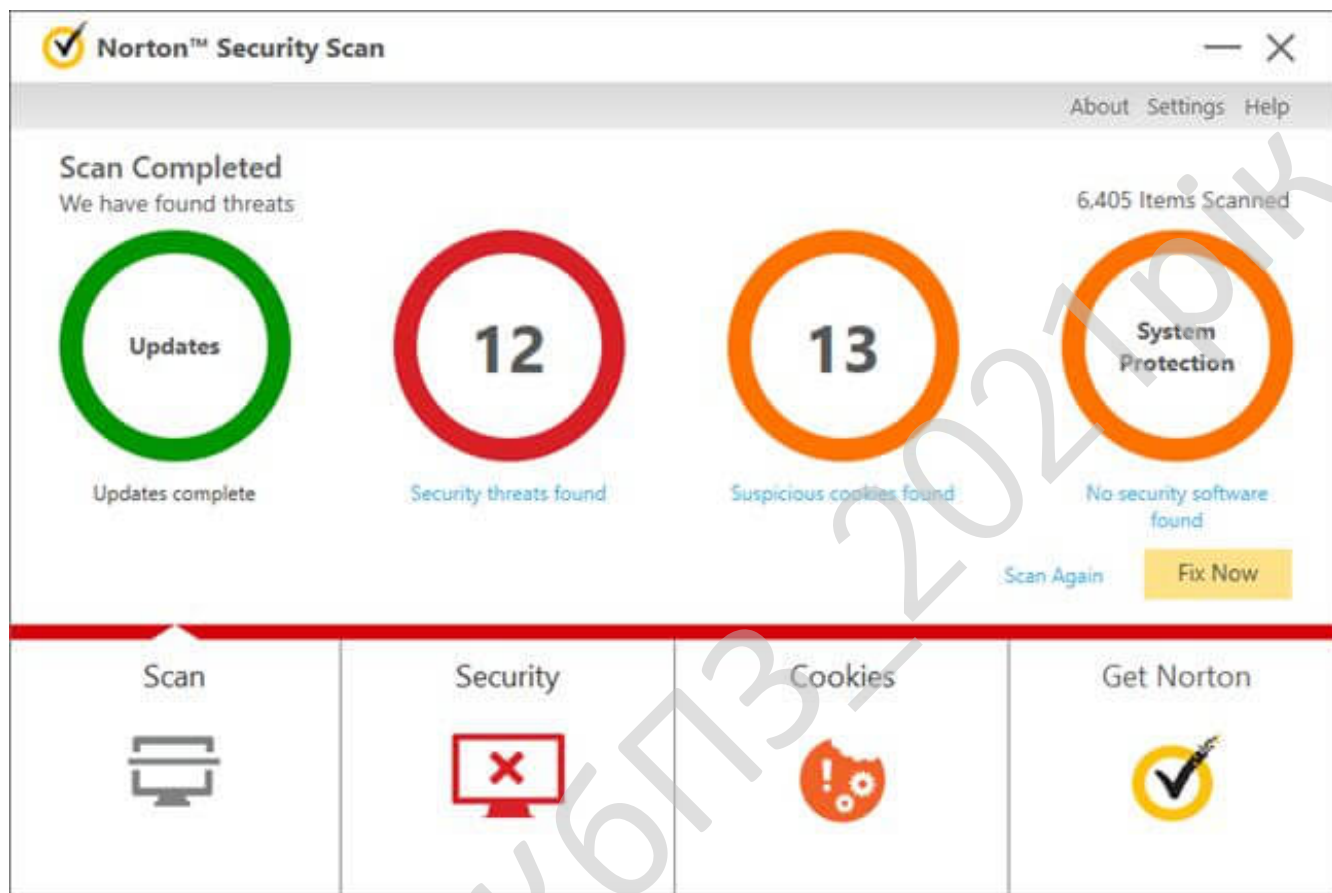 Norton™ Security Scan
About Settings Help
Scan Completed
We have found threats
6,405 Items Scanned
Updates
12
13
System
Protection
Updates complete
Security threats found
Suspicious cookies found
No security software
found
Scan Again
Fix Now
Scan
Security
Cookies
Get Norton
кбПЗ_2021рік